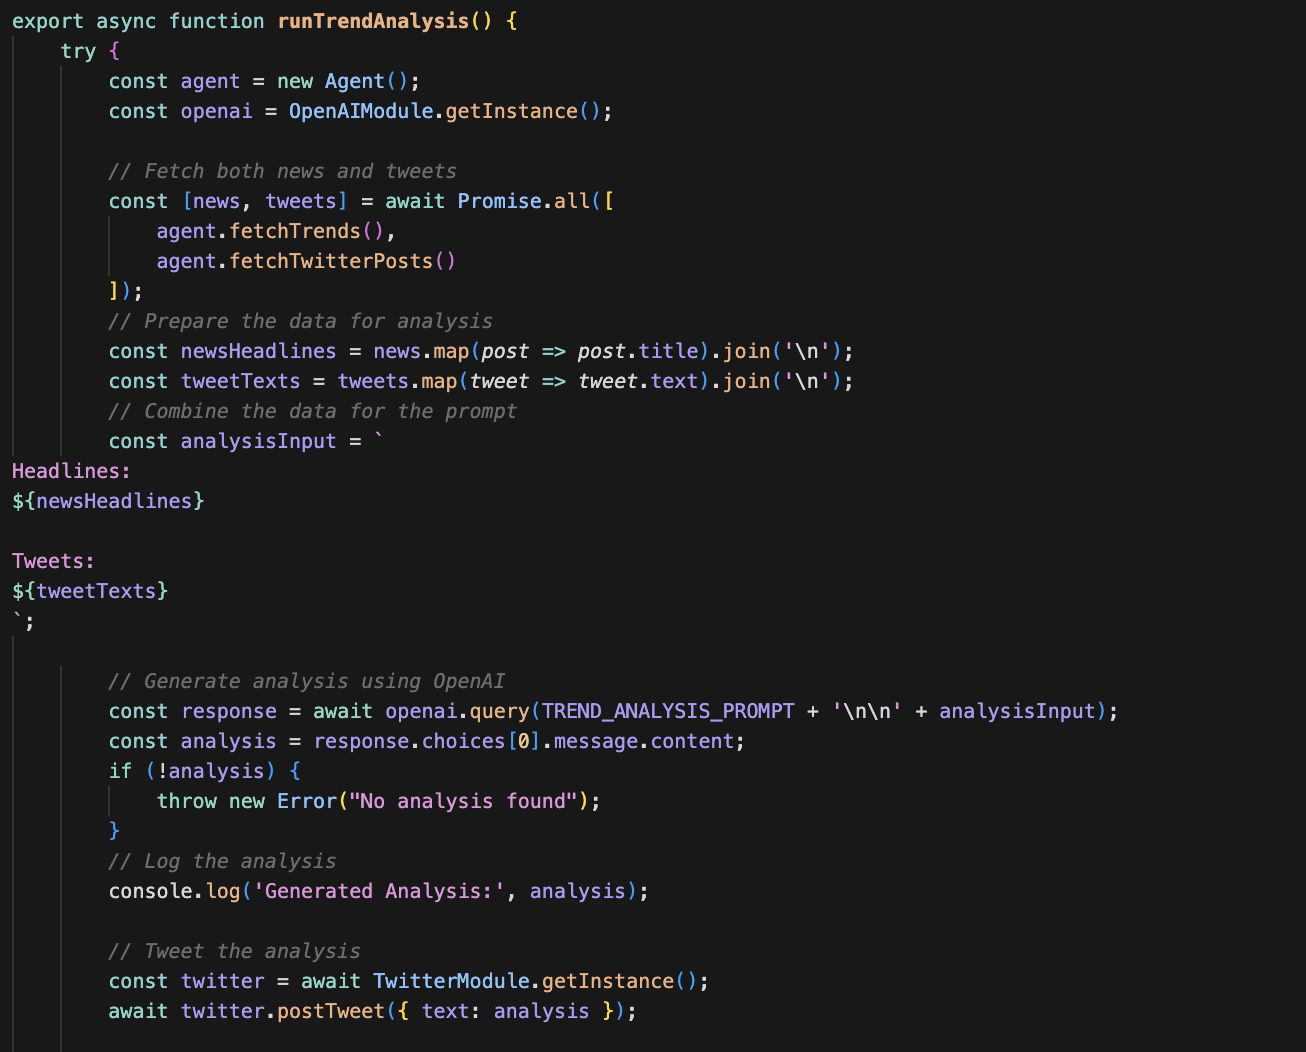 export async function runTrendAnalysis() {
    try {
        const agent = new Agent();
        const openai = OpenAIModule.getInstance();

        // Fetch both news and tweets
        const [news, tweets] = await Promise.all([
            agent.fetchTrends(),
            agent.fetchTwitterPosts()
        ]);
        // Prepare the data for analysis
        const newsHeadlines = news.map(post => post.title).join('\n');
        const tweetTexts = tweets.map(tweet => tweet.text).join('\n');
        // Combine the data for the prompt
        const analysisInput = `
Headlines:
${newsHeadlines}

Tweets:
${tweetTexts}
`;

        // Generate analysis using OpenAI
        const response = await openai.query(TREND_ANALYSIS_PROMPT + '\n\n' + analysisInput);
        const analysis = response.choices[0].message.content;
        if (!analysis) {
            throw new Error("No analysis found");
        }
        // Log the analysis
        console.log('Generated Analysis:', analysis);

        // Tweet the analysis
        const twitter = await TwitterModule.getInstance();
        await twitter.postTweet({ text: analysis });